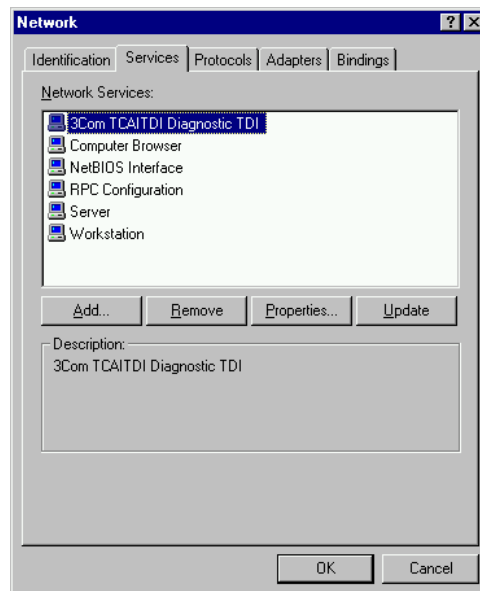 Network
Identification Services Protocols Adapters Bindings
Network Services:
3Com TCAITDI Diagnostic TDI
Computer Browser
NetBIOS Interface
RPC Configuration
Server
Workstation
Add... Remove Properties... Update
Description:
3Com TCAITDI Diagnostic TDI
OK Cancel